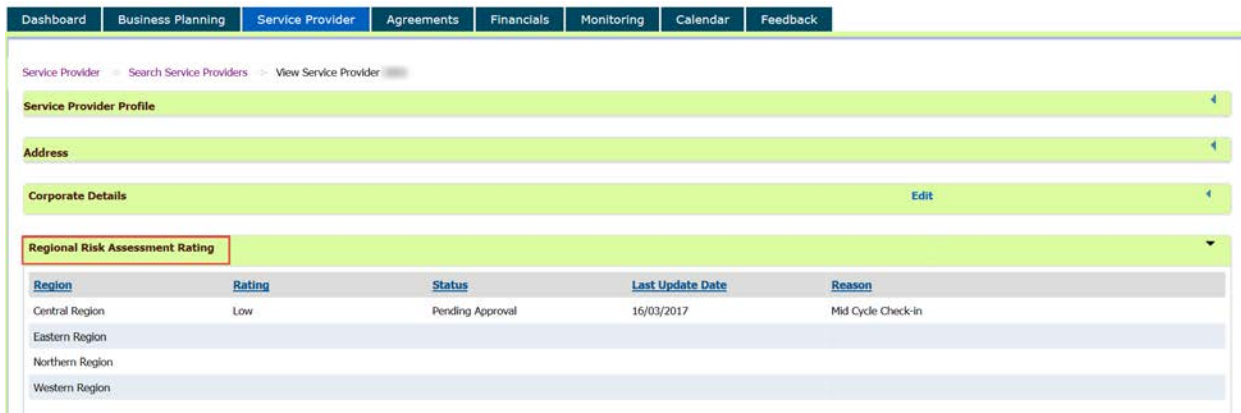 Dashboard Business Planning Service Provider Agreements Financials Monitoring Calendar Feedback
Service Provider Search Service Providers View Service Provider
Service Provider Profile
Address
Corporate Details Edit
Regional Risk Assessment Rating
Region Rating Status Last Update Date Reason
Central Region Low Pending Approval 16/03/2017 Mid Cycle Check-in
Eastern Region
Northern Region
Western Region